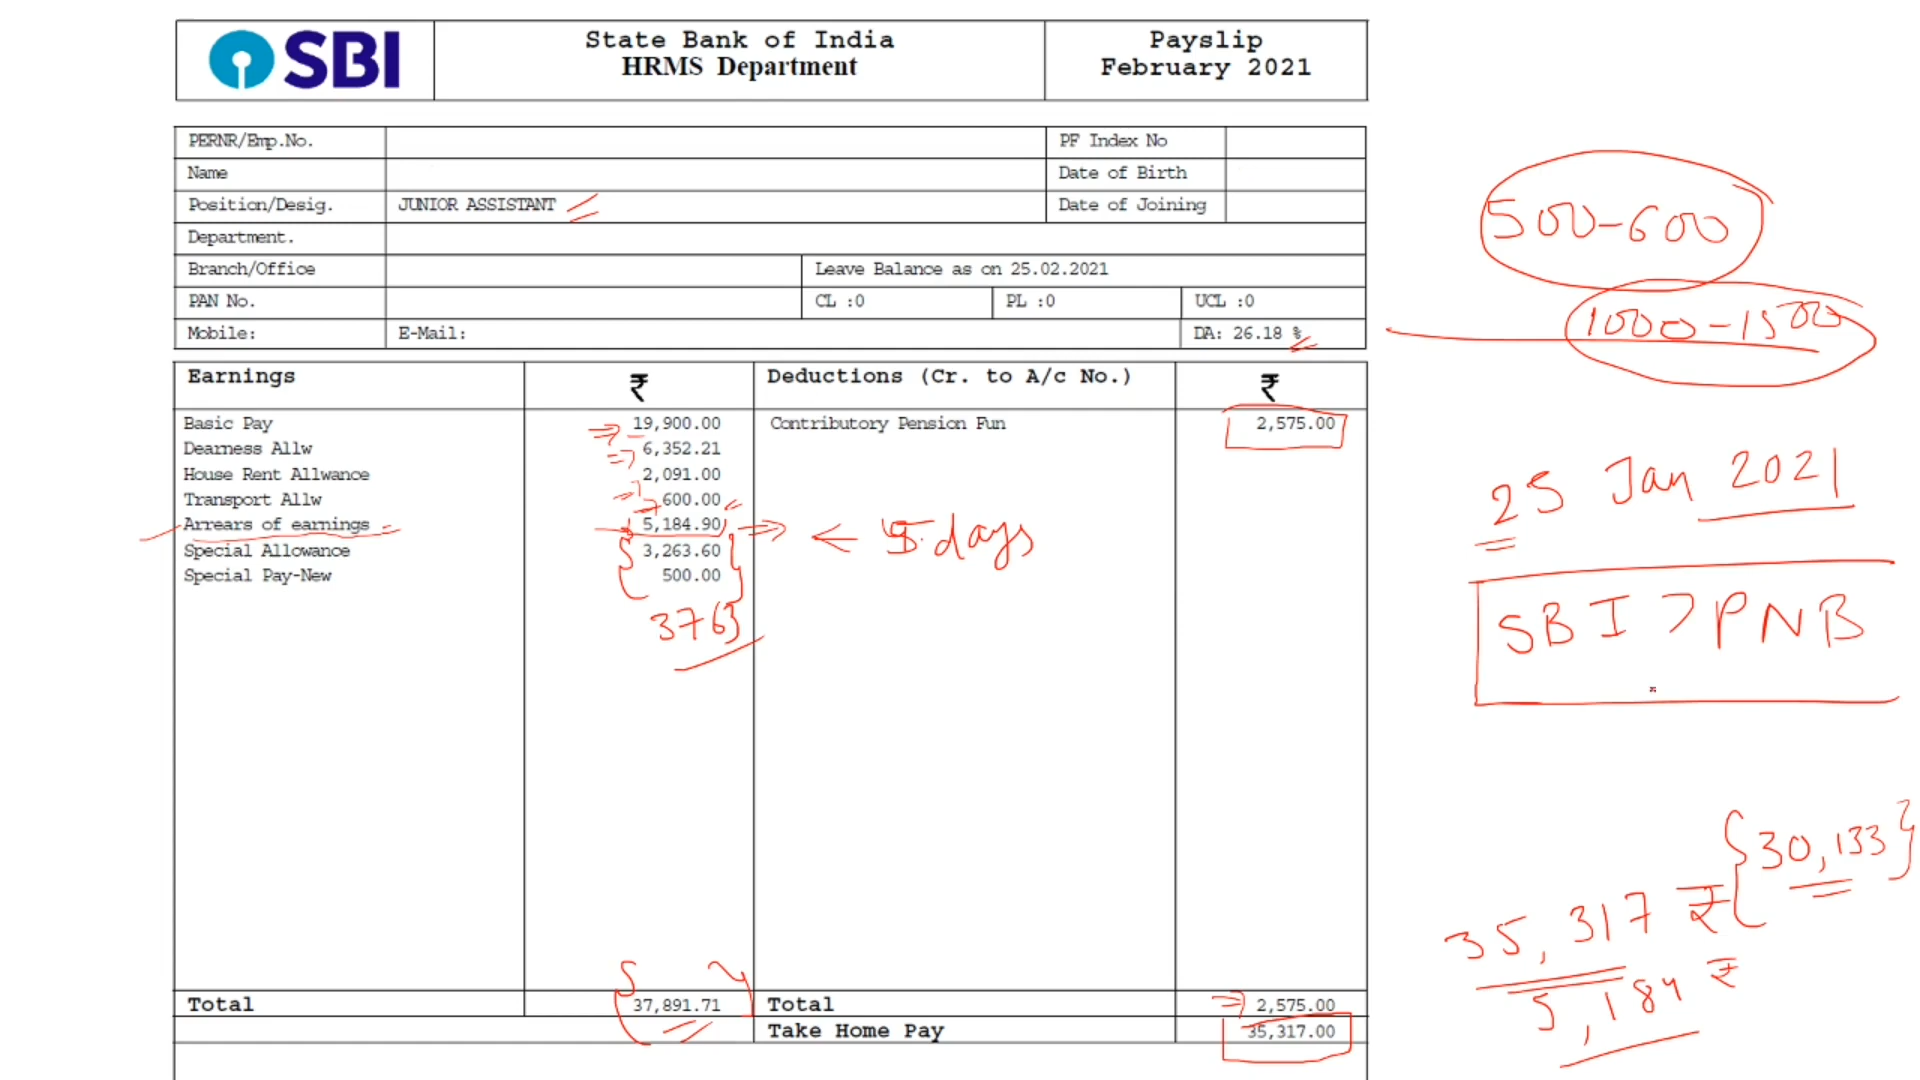 SBI
State Bank of India
HRMS Department
Payslip
February 2021
PERNR/Emp.No.
PF Index No
Name
Date of Birth
Position/Desig. JUNIOR ASSISTANT
Date of Joining
Department.
Branch/Office
Leave Balance as on 25.02.2021
PAN No.
CL :0 PL :0 UCL :0
Mobile: E-Mail: DA: 26.18 %
Earnings ₹ Deductions (Cr. to A/c No.) ₹
Basic Pay 19,900.00 Contributory Pension Fun 2,575.00
Dearness Allw 6,352.21
House Rent Allwance 2,091.00
Transport Allw 600.00
Arrears of earnings 5,184.90
Special Allowance 3,263.60
Special Pay-New 500.00
5 days
3763
Total 37,891.71 Total 2,575.00
Take Home Pay 35,317.00
500-600
1000-1500
25 Jan 2021
SBI > PNB
{30,133}
35,317 ₹
5,184 ₹